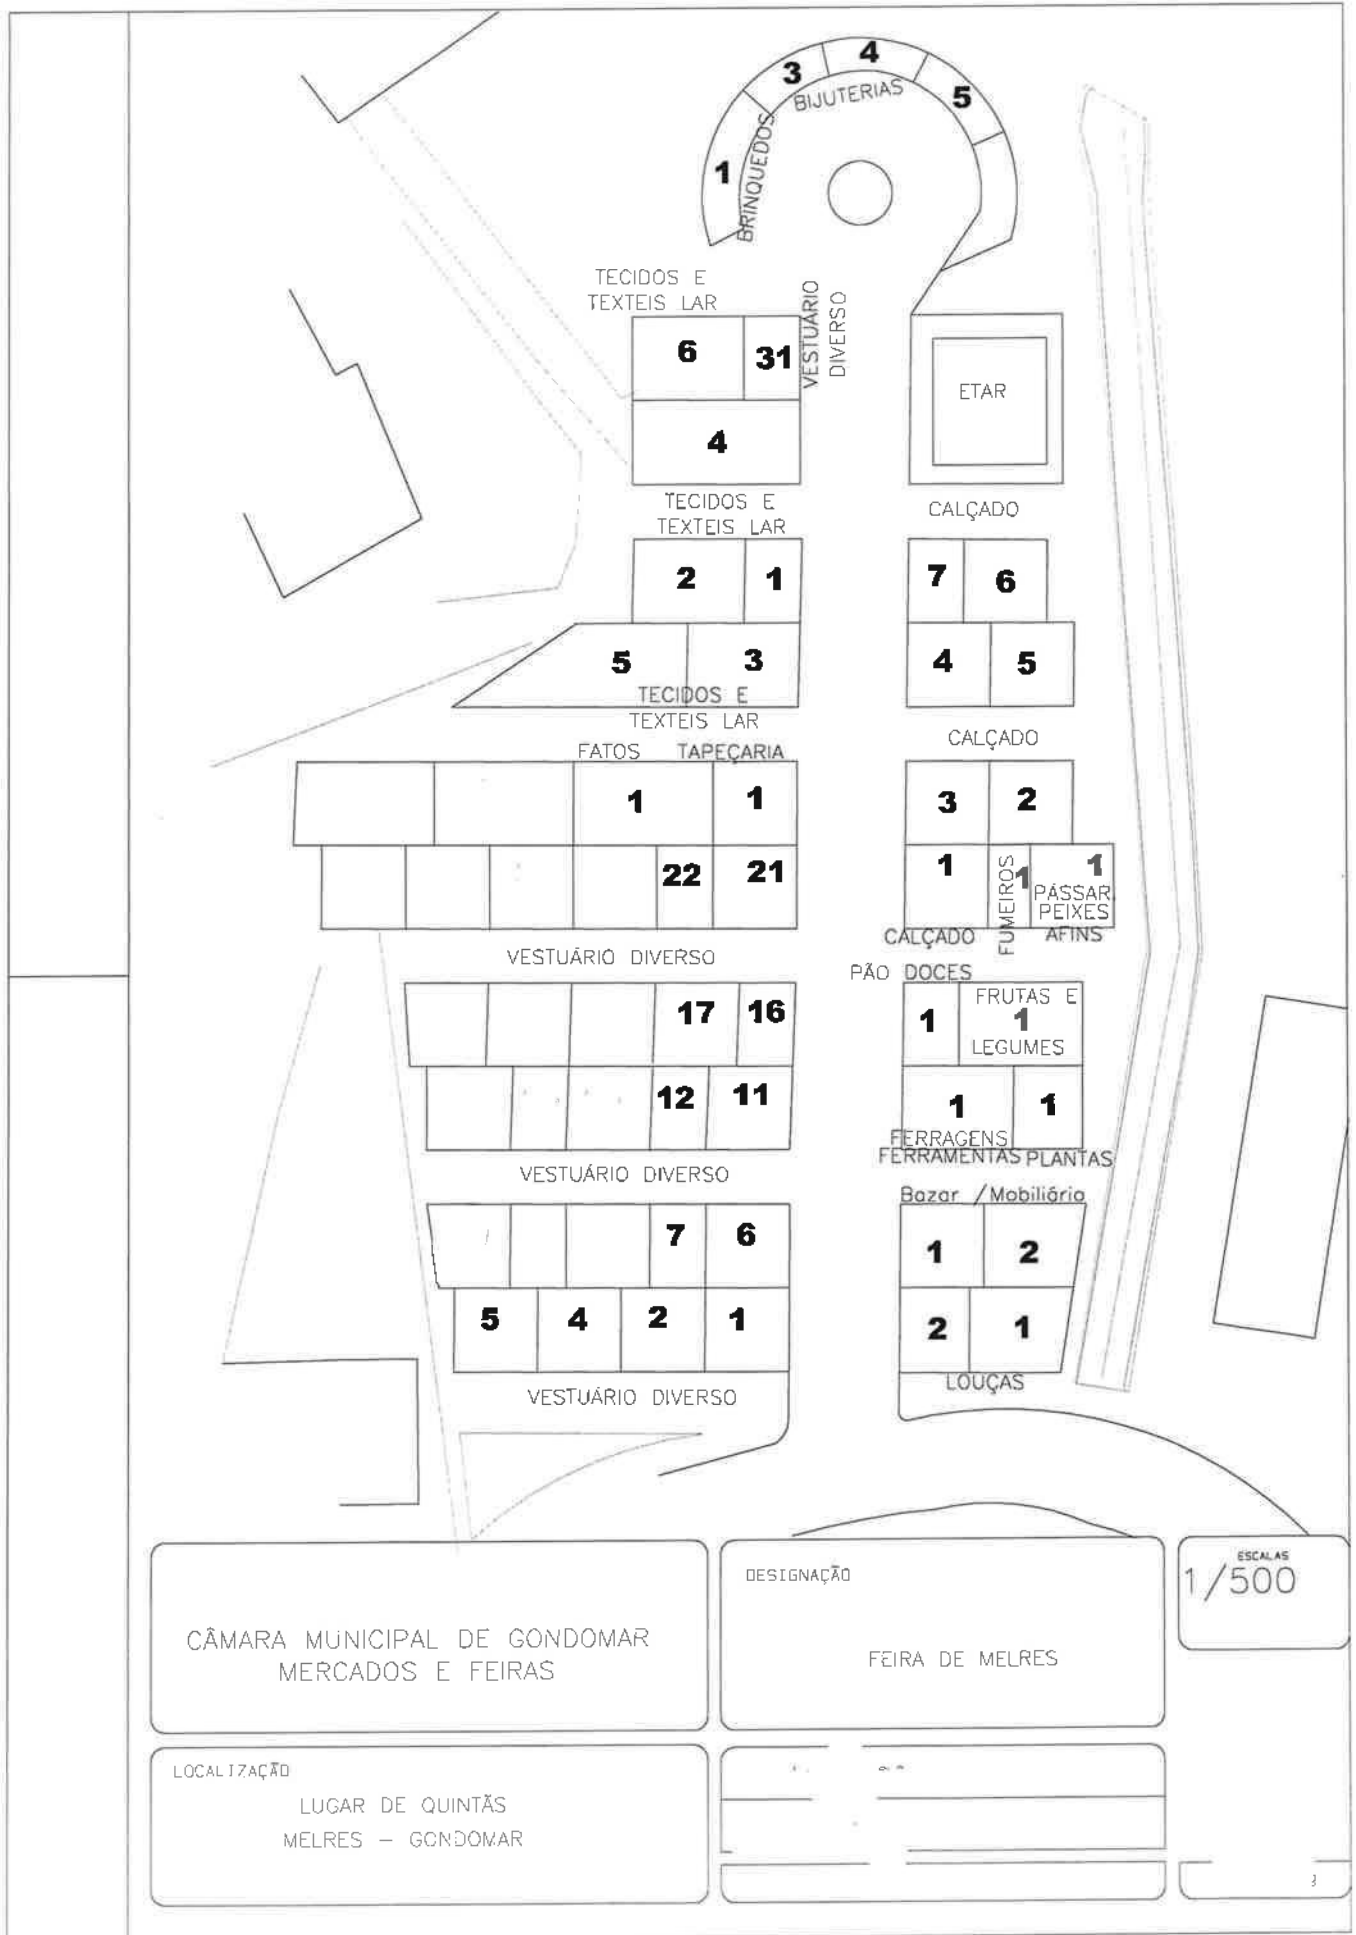 4
3
5
BIJUTERIAS
1
BRINQUEDOS
TECIDOS E
TEXTEIS LAR
VESTUÁRIO
DIVERSO
6
31
ETAR
4
TECIDOS E
TEXTEIS LAR
CALÇADO
2
1
7
6
5
3
4
5
TECIDOS E
TEXTEIS LAR
CALÇADO
FATOS
TAPEÇARIA
1
1
3
2
22
21
1
FUMEIROS
1
1
PÁSSAR
PEIXES
AFINS
CALÇADO
VESTUÁRIO DIVERSO
PÃO DOCES
FRUTAS E
17
16
1
1
LEGUMES
12
11
1
1
FERRAGENS
FERRAMENTAS
PLANTAS
VESTUÁRIO DIVERSO
Bazar / Mobiliário
7
6
1
2
5
4
2
1
2
1
LOUÇAS
VESTUÁRIO DIVERSO
CÂMARA MUNICIPAL DE GONDOMAR
MERCADOS E FEIRAS
DESIGNAÇÃO
FEIRA DE MELRES
ESCALAS
1/500
LOCALIZAÇÃO
LUGAR DE QUINTÃS
MELRES – GONDOMAR